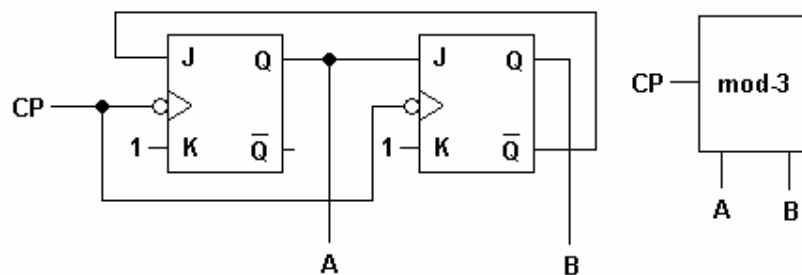 J Q J Q
CP CP mod-3
1 K Q̅ 1 K Q̅
A B
A B